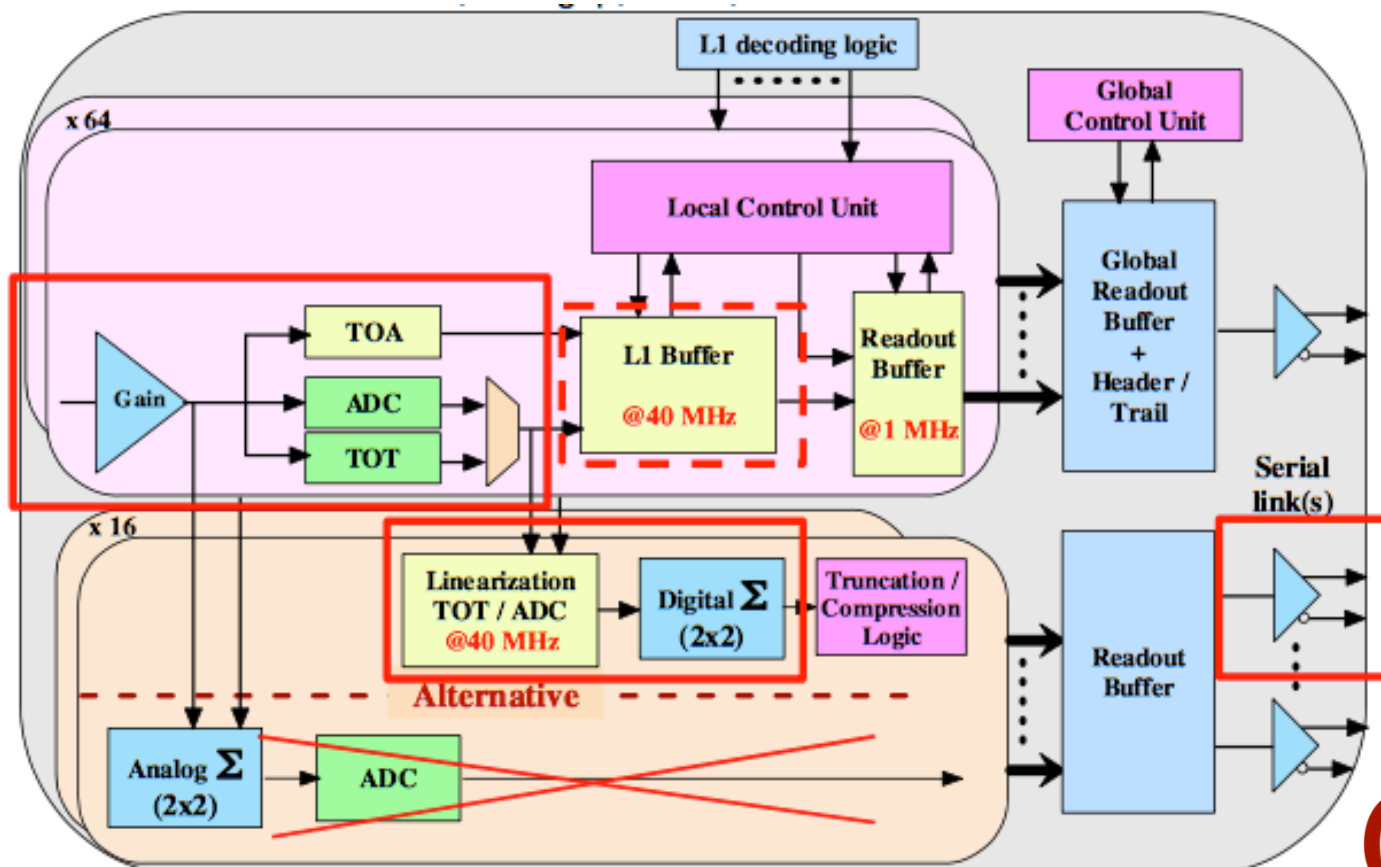 L1 decoding logic
x 64
Global
Control Unit
Local Control Unit
Global
Readout
Buffer
+
Header /
Trail
TOA
Gain
ADC
TOT
L1 Buffer
@40 MHz
Readout
Buffer
@1 MHz
Serial
link(s)
x 16
Linearization
TOT / ADC
@40 MHz
Digital Σ
(2x2)
Truncation /
Compression
Logic
Readout
Buffer
Alternative
Analog Σ
(2x2)
ADC